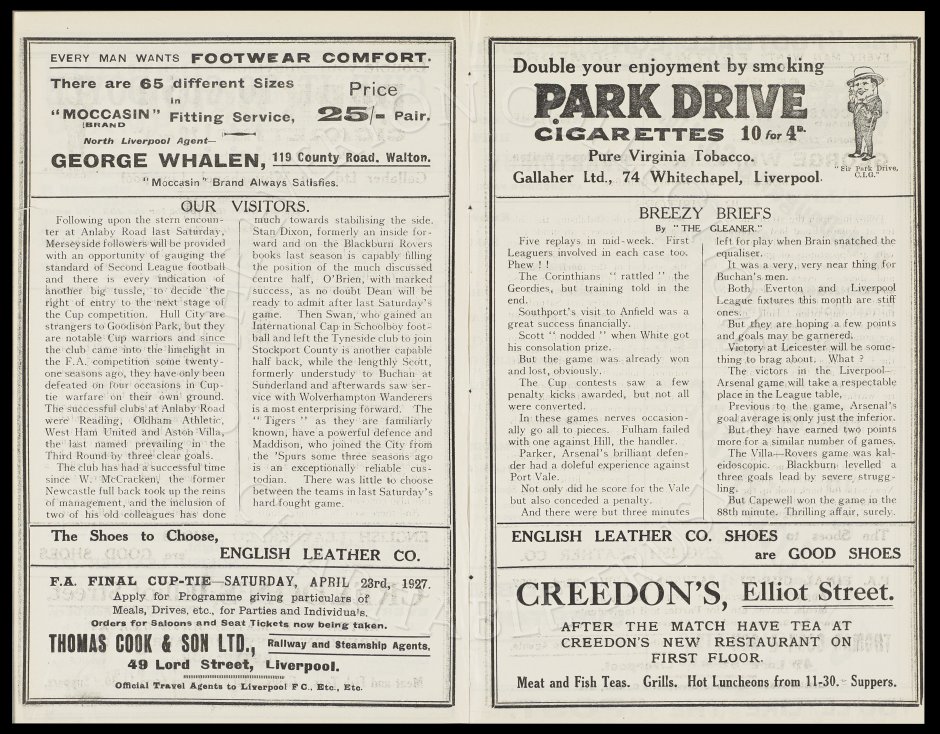 EVERY MAN WANTS FOOTWEAR COMFORT.
There are 65 different Sizes
in
"MOCCASIN" Fitting Service,
BRAND
Price
25/- Pair.
North Liverpool Agent—
GEORGE WHALEN, 119 County Road, Walton.
"Moccasin" Brand Always Satisfies.
OUR VISITORS.
Following upon the stern encoun-
ter at Anlaby Road last Saturday,
Merseyside followers will be provided
with an opportunity of gauging the
standard of Second League football
and there is every indication of
another big tussle, to decide the
right of entry to the next stage of
the Cup competition. Hull City are
strangers to Goodison Park, but they
are notable Cup warriors and since
the club came into the limelight in
the F.A. competition some twenty-
one seasons ago, they have only been
defeated on four occasions in Cup-
tie warfare on their own ground.
The successful clubs at Anlaby Road
were Reading, Oldham Athletic,
West Ham United and Aston Villa,
the last named prevailing in the
Third Round by three clear goals.
The club has had a successful time
since W. McCracken, the former
Newcastle full back took up the reins
of management, and the inclusion of
two of his old colleagues has done
much towards stabilising the side.
Stan Dixon, formerly an inside for-
ward and on the Blackburn Rovers
books last season is capably filling
the position of the much discussed
centre half, O'Brien, with marked
success, as no doubt Dean will be
ready to admit after last Saturday's
game. Then Swan, who gained an
International Cap in Schoolboy foot-
ball and left the Tyneside club to join
Stockport County is another capable
half back, while the lengthy Scott,
formerly understudy to Buchan at
Sunderland and afterwards saw ser-
vice with Wolverhampton Wanderers
is a most enterprising forward. The
"Tigers" as they are familiarly
known, have a powerful defence and
Maddison, who joined the City from
the 'Spurs some three seasons ago
is an exceptionally reliable cus-
todian. There was little to choose
between the teams in last Saturday's
hard fought game.
The Shoes to Choose,
ENGLISH LEATHER CO.
F.A. FINAL CUP-TIE—SATURDAY, APRIL 23rd, 1927.
Apply for Programme giving particulars of
Meals, Drives, etc., for Parties and Individuals.
Orders for Saloons and Seat Tickets now being taken.
THOMAS COOK & SON LTD., Railway and Steamship Agents,
49 Lord Street, Liverpool.
Official Travel Agents to Liverpool F C., Etc., Etc.
Double your enjoyment by smoking
PARK DRIVE
CIGARETTES 10 for 4D.
Pure Virginia Tobacco.
Gallaher Ltd., 74 Whitechapel, Liverpool.
"Sir Park Drive,
C.I.G."
BREEZY BRIEFS
By "THE GLEANER."
Five replays in mid-week. First
Leaguers involved in each case too.
Phew ! !
The Corinthians "rattled" the
Geordies, but training told in the
end.
Southport's visit to Anfield was a
great success financially.
Scott "nodded" when White got
his consolation prize.
But the game was already won
and lost, obviously.
The Cup contests saw a few
penalty kicks awarded, but not all
were converted.
In these games nerves occasion-
ally go all to pieces. Fulham failed
with one against Hill, the handler.
Parker, Arsenal's brilliant defen-
der had a doleful experience against
Port Vale.
Not only did he score for the Vale
but also conceded a penalty.
And there were but three minutes
left for play when Brain snatched the
equaliser.
It was a very, very near thing for
Buchan's men.
Both Everton and Liverpool
League fixtures this month are stiff
ones.
But they are hoping a few points
and goals may be garnered.
Victory at Leicester will be some-
thing to brag about. What ?
The victors in the Liverpool—
Arsenal game will take a respectable
place in the League table.
Previous to the game, Arsenal's
goal average is only just the inferior.
But they have earned two points
more for a similar number of games.
The Villa—Rovers game was kal-
eidoscopic. Blackburn levelled a
three goals lead by severe strugg-
ling.
But Capewell won the game in the
88th minute. Thrilling affair, surely.
ENGLISH LEATHER CO. SHOES
are GOOD SHOES
CREEDON'S, Elliot Street.
AFTER THE MATCH HAVE TEA AT
CREEDON'S NEW RESTAURANT ON
FIRST FLOOR.
Meat and Fish Teas. Grills. Hot Luncheons from 11-30. Suppers.